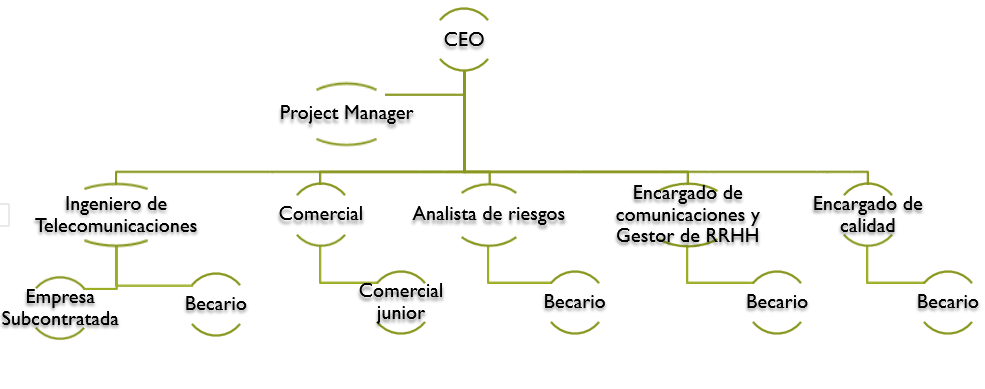 CEO
Project Manager
Ingeniero de
Telecomunicaciones
Comercial
Analista de riesgos
Encargado de
comunicaciones y
Gestor de RRHH
Encargado de
calidad
Empresa
Subcontratada
Becario
Comercial
junior
Becario
Becario
Becario